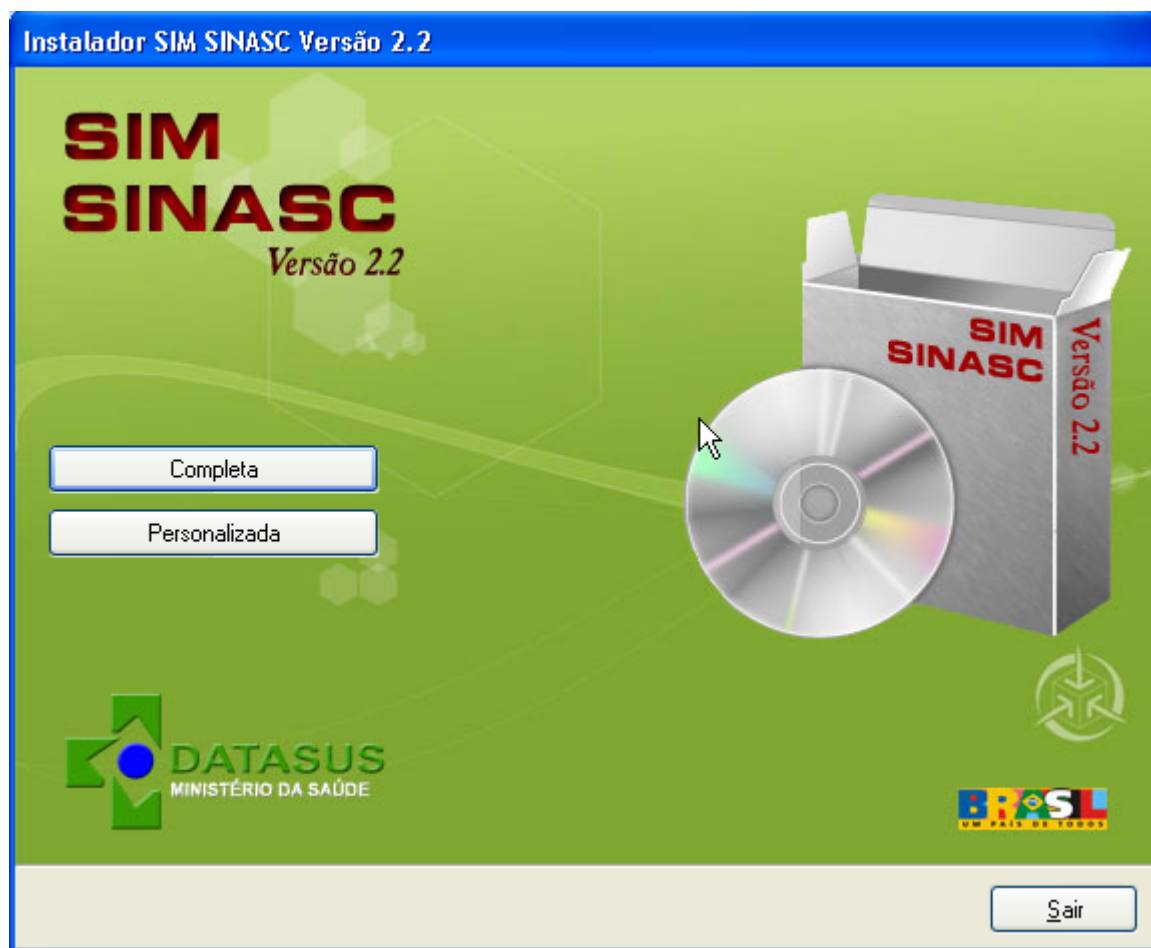 Instalador SIM SINASC Versão 2.2
SIM
SINASC
Versão 2.2
SIM
SINASC
Versão 2.2
Completa
Personalizada
DATASUS
MINISTÉRIO DA SAÚDE
BRASIL
UM PAÍS DE TODOS
Sair